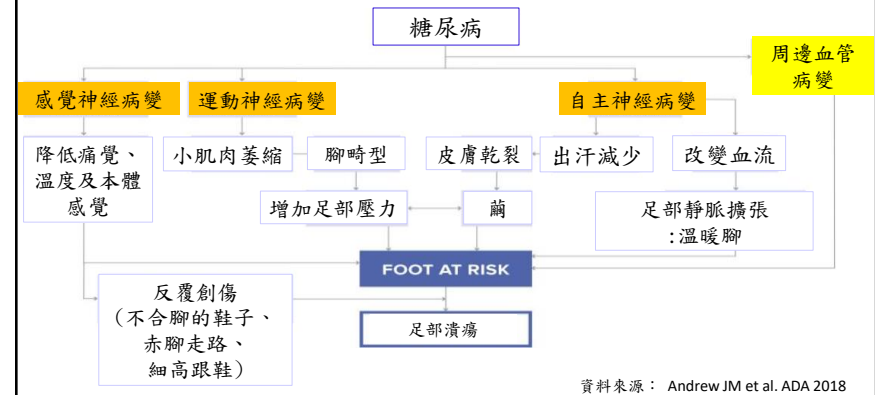 糖尿病
周邊血管
病變
感覺神經病變
運動神經病變
自主神經病變
降低痛覺、
溫度及本體
感覺
小肌肉萎縮
腳畸型
皮膚乾裂
出汗減少
改變血流
增加足部壓力
繭
足部靜脈擴張
:溫暖腳
FOOT AT RISK
反覆創傷
(不合腳的鞋子、
赤腳走路、
細高跟鞋)
足部潰瘍
資料來源： Andrew JM et al. ADA 2018